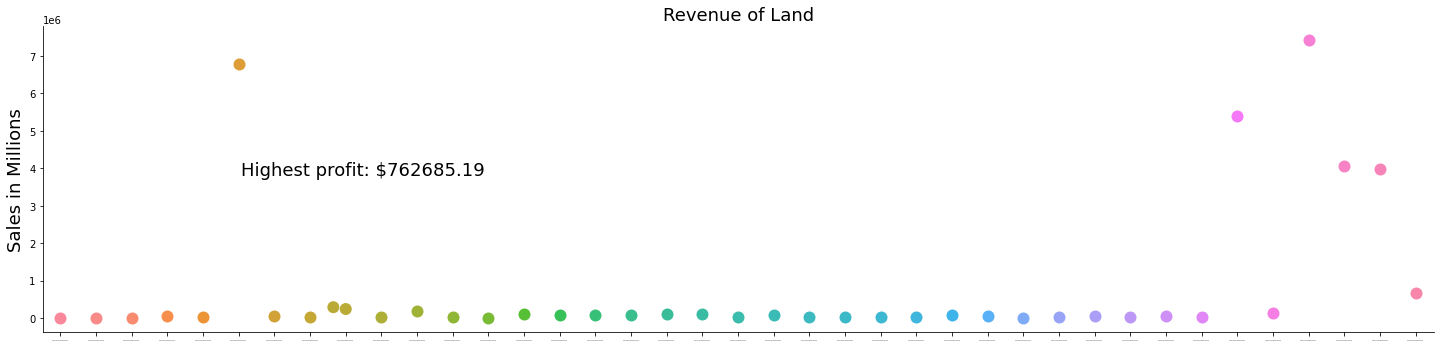 Revenue of Land
1e6
7
6
5
4
3
2
1
0
Sales in Millions
Highest profit: $762685.19